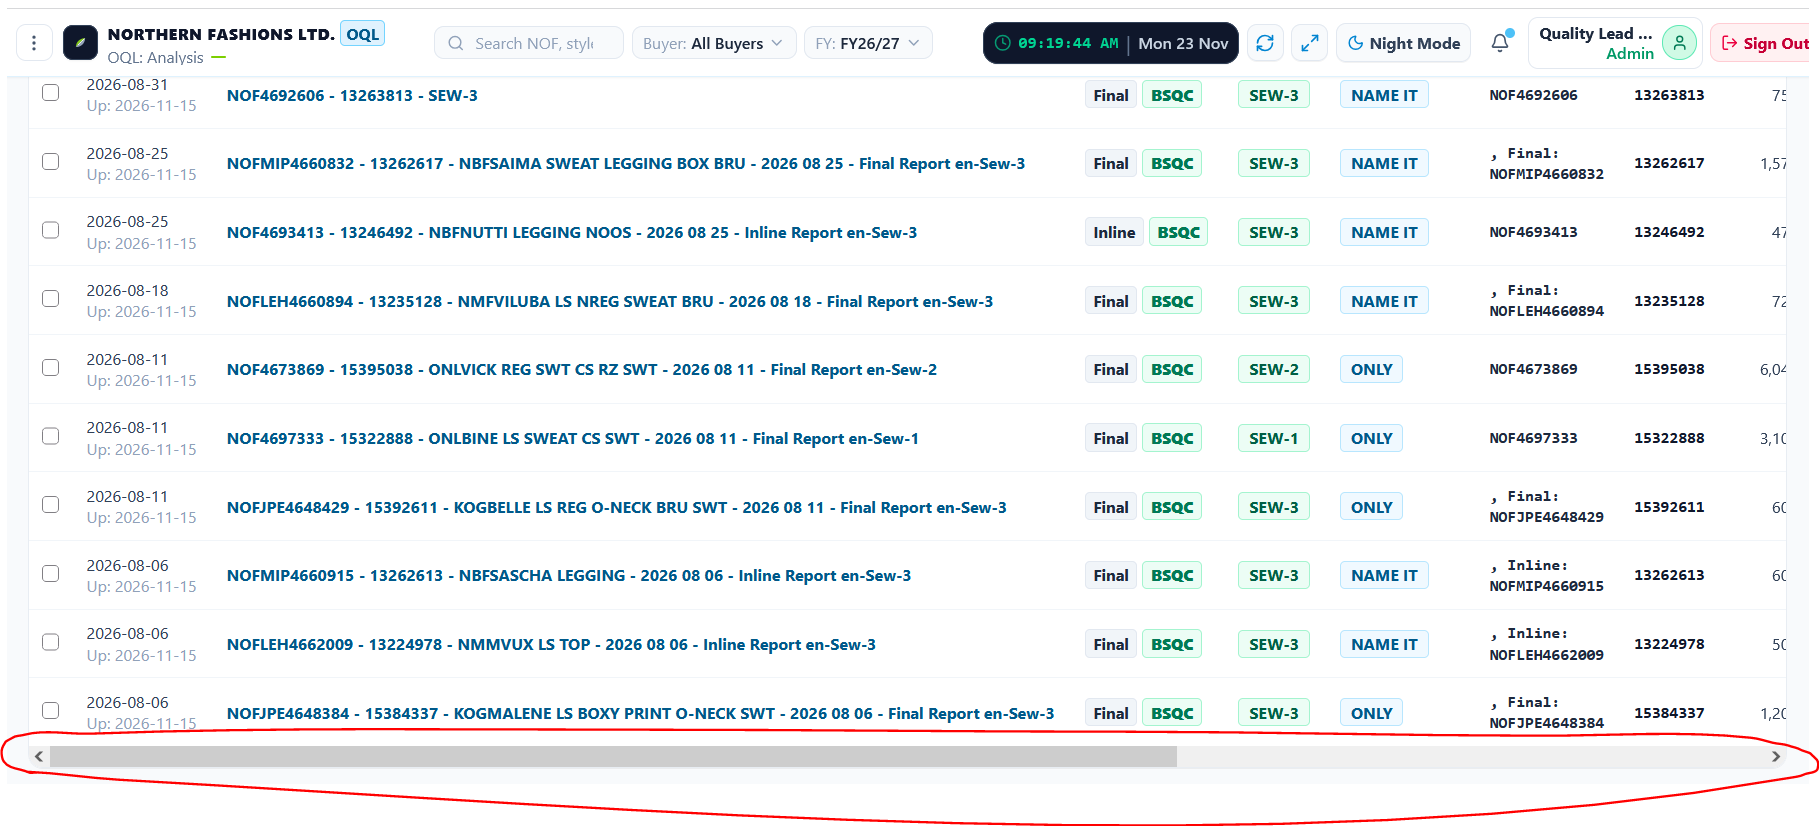 NORTHERN FASHIONS LTD. OQL
OQL: Analysis
Search NOF, style
Buyer: All Buyers
FY: FY26/27
09:19:44 AM | Mon 23 Nov
Night Mode
Quality Lead ...
Admin
Sign Out
2026-08-31
Up: 2026-11-15
NOF4692606 - 13263813 - SEW-3
Final BSQC SEW-3 NAME IT NOF4692606 13263813
2026-08-25
Up: 2026-11-15
NOFMIP4660832 - 13262617 - NBFSAIMA SWEAT LEGGING BOX BRU - 2026 08 25 - Final Report en-Sew-3
Final BSQC SEW-3 NAME IT
, Final:
NOFMIP4660832
13262617
1,57
2026-08-25
Up: 2026-11-15
NOF4693413 - 13246492 - NBFNUTTI LEGGING NOOS - 2026 08 25 - Inline Report en-Sew-3
Inline BSQC SEW-3 NAME IT NOF4693413 13246492 47
2026-08-18
Up: 2026-11-15
NOFLEH4660894 - 13235128 - NMFVILUBA LS NREG SWEAT BRU - 2026 08 18 - Final Report en-Sew-3
Final BSQC SEW-3 NAME IT
, Final:
NOFLEH4660894
13235128
72
2026-08-11
Up: 2026-11-15
NOF4673869 - 15395038 - ONLVICK REG SWT CS RZ SWT - 2026 08 11 - Final Report en-Sew-2
Final BSQC SEW-2 ONLY NOF4673869 15395038 6,04
2026-08-11
Up: 2026-11-15
NOF4697333 - 15322888 - ONLBINE LS SWEAT CS SWT - 2026 08 11 - Final Report en-Sew-1
Final BSQC SEW-1 ONLY NOF4697333 15322888 3,10
2026-08-11
Up: 2026-11-15
NOFJPE4648429 - 15392611 - KOGBELLE LS REG O-NECK BRU SWT - 2026 08 11 - Final Report en-Sew-3
Final BSQC SEW-3 ONLY
, Final:
NOFJPE4648429
15392611
60
2026-08-06
Up: 2026-11-15
NOFMIP4660915 - 13262613 - NBFSASCHA LEGGING - 2026 08 06 - Inline Report en-Sew-3
Final BSQC SEW-3 NAME IT
, Inline:
NOFMIP4660915
13262613
60
2026-08-06
Up: 2026-11-15
NOFLEH4662009 - 13224978 - NMMVUX LS TOP - 2026 08 06 - Inline Report en-Sew-3
Final BSQC SEW-3 NAME IT
, Inline:
NOFLEH4662009
13224978
50
2026-08-06
Up: 2026-11-15
NOFJPE4648384 - 15384337 - KOGMALENE LS BOXY PRINT O-NECK SWT - 2026 08 06 - Final Report en-Sew-3
Final BSQC SEW-3 ONLY
, Final:
NOFJPE4648384
15384337
1,20